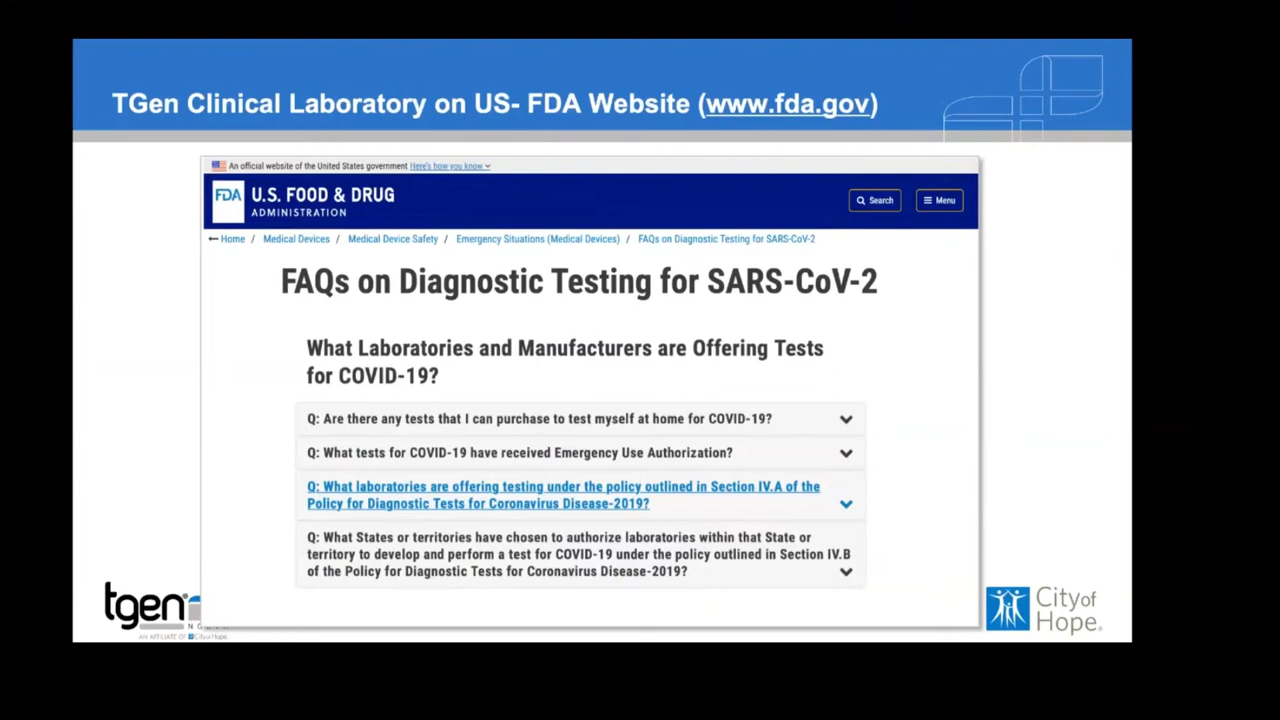 TGen Clinical Laboratory on US- FDA Website (www.fda.gov)
An official website of the United States government Here's how you know
FDA U.S. FOOD & DRUG
ADMINISTRATION
Search
Menu
Home / Medical Devices / Medical Device Safety / Emergency Situations (Medical Devices) / FAQs on Diagnostic Testing for SARS-CoV-2
FAQs on Diagnostic Testing for SARS-CoV-2
What Laboratories and Manufacturers are Offering Tests
for COVID-19?
Q: Are there any tests that I can purchase to test myself at home for COVID-19?
Q: What tests for COVID-19 have received Emergency Use Authorization?
Q: What laboratories are offering testing under the policy outlined in Section IV.A of the
Policy for Diagnostic Tests for Coronavirus Disease-2019?
Q: What States or territories have chosen to authorize laboratories within that State or
territory to develop and perform a test for COVID-19 under the policy outlined in Section IV.B
of the Policy for Diagnostic Tests for Coronavirus Disease-2019?
tgen®
AN AFFILIATE OF City of Hope.
City of
Hope®